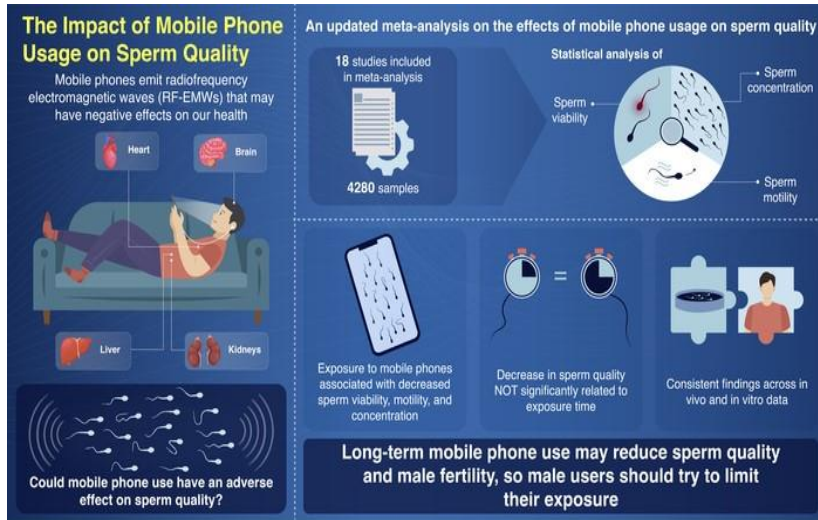 The Impact of Mobile Phone
Usage on Sperm Quality
Mobile phones emit radiofrequency
electromagnetic waves (RF-EMWs) that may
have negative effects on our health
Heart
Brain
Liver
Kidneys
Could mobile phone use have an adverse
effect on sperm quality?
An updated meta-analysis on the effects of mobile phone usage on sperm quality
18 studies included
in meta-analysis
4280 samples
Statistical analysis of
Sperm
viability
Sperm
concentration
Sperm
motility
Exposure to mobile phones
associated with decreased
sperm viability, motility, and
concentration
=
Decrease in sperm quality
NOT significantly related to
exposure time
Consistent findings across in
vivo and in vitro data
Long-term mobile phone use may reduce sperm quality
and male fertility, so male users should try to limit
their exposure